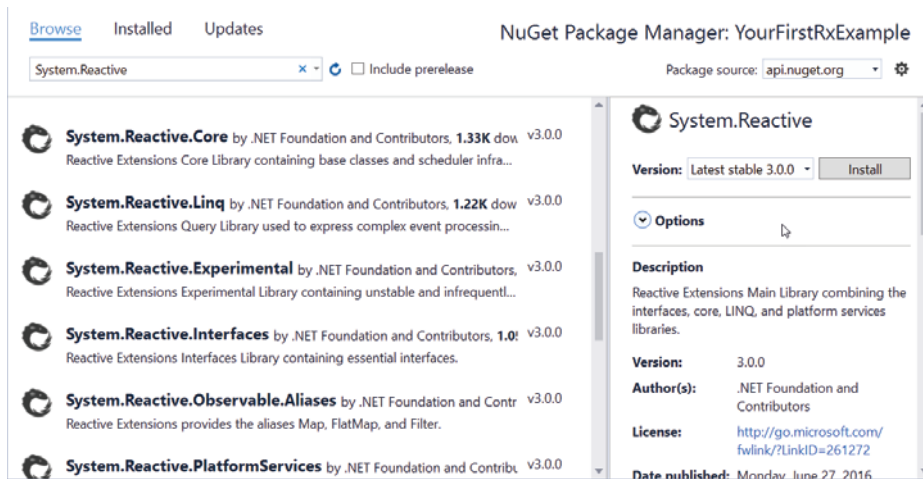 Browse Installed Updates
NuGet Package Manager: YourFirstRxExample
System.Reactive
Include prerelease
Package source: api.nuget.org
System.Reactive.Core by .NET Foundation and Contributors, 1.33K dow v3.0.0
Reactive Extensions Core Library containing base classes and scheduler infra...
System.Reactive.Linq by .NET Foundation and Contributors, 1.22K dow v3.0.0
Reactive Extensions Query Library used to express complex event processin...
System.Reactive.Experimental by .NET Foundation and Contributors, v3.0.0
Reactive Extensions Experimental Library containing unstable and infrequentl...
System.Reactive.Interfaces by .NET Foundation and Contributors, v3.0.0
Reactive Extensions Interfaces Library containing essential interfaces.
System.Reactive.Observable.Aliases by .NET Foundation and Contr v3.0.0
Reactive Extensions provides the aliases Map, FlatMap, and Filter.
System.Reactive.PlatformServices by .NET Foundation and Contribu v3.0.0
System.Reactive
Version: Latest stable 3.0.0 Install
Options
Description
Reactive Extensions Main Library combining the
interfaces, core, LINQ, and platform services
libraries.
Version: 3.0.0
Author(s): .NET Foundation and
Contributors
License: http://go.microsoft.com/
fwlink/?LinkID=261272
Date published: Monday, June 27, 2016